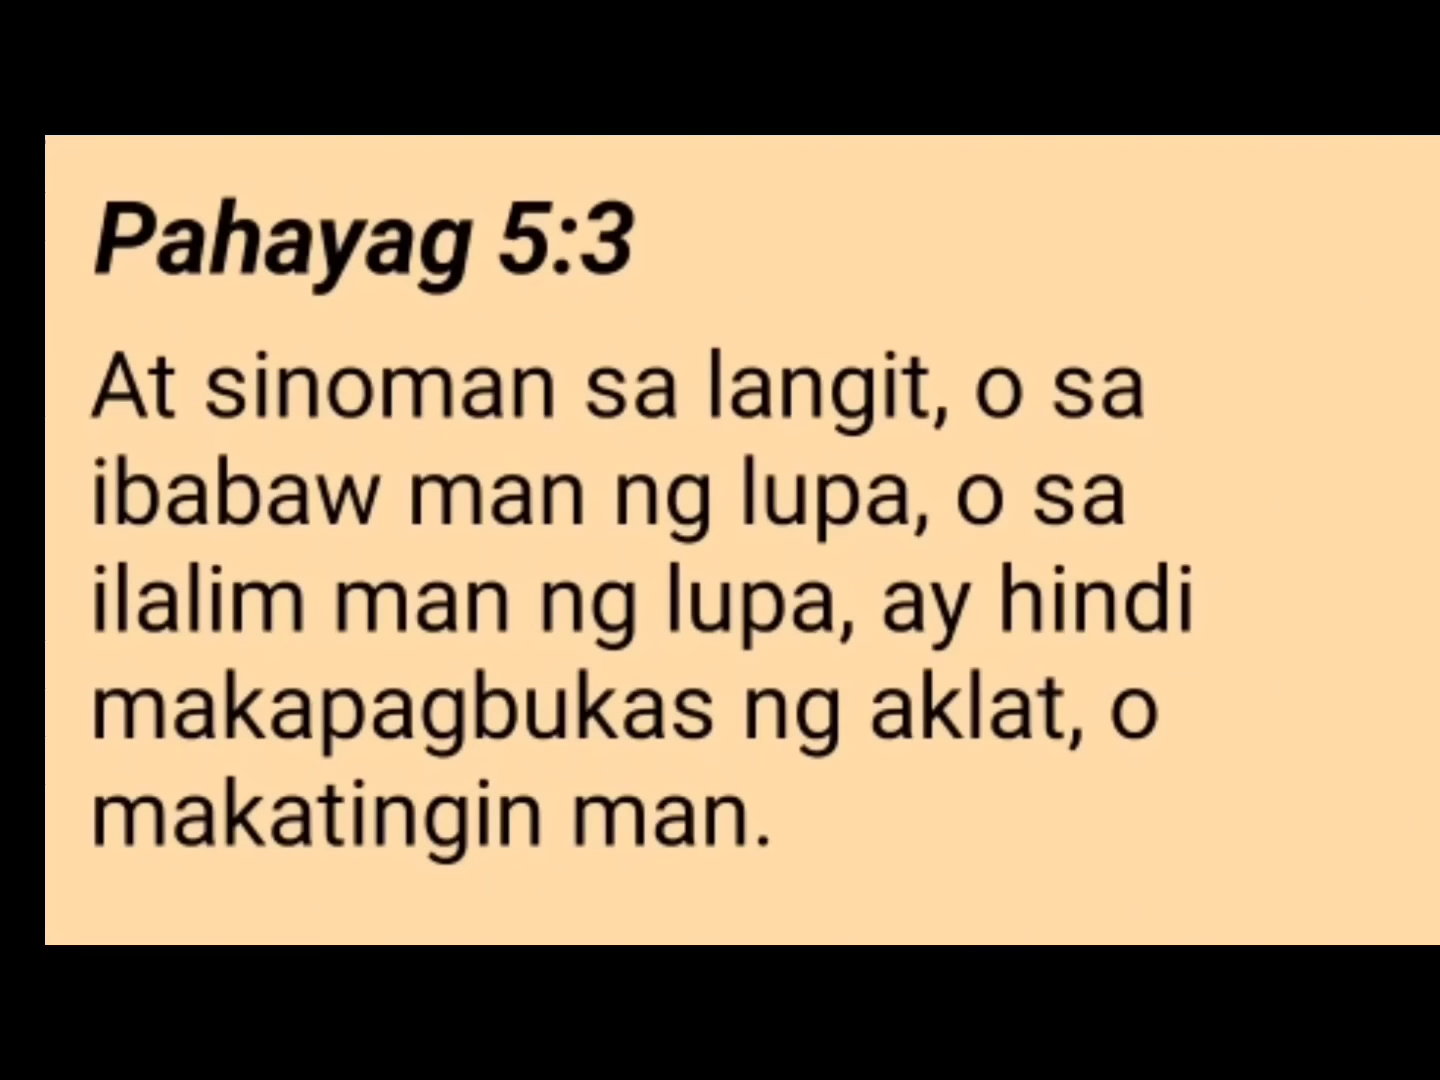 Pahayag 5:3
At sinoman sa langit, o sa
ibabaw man ng lupa, o sa
ilalim man ng lupa, ay hindi
makapagbukas ng aklat, o
makatingin man.